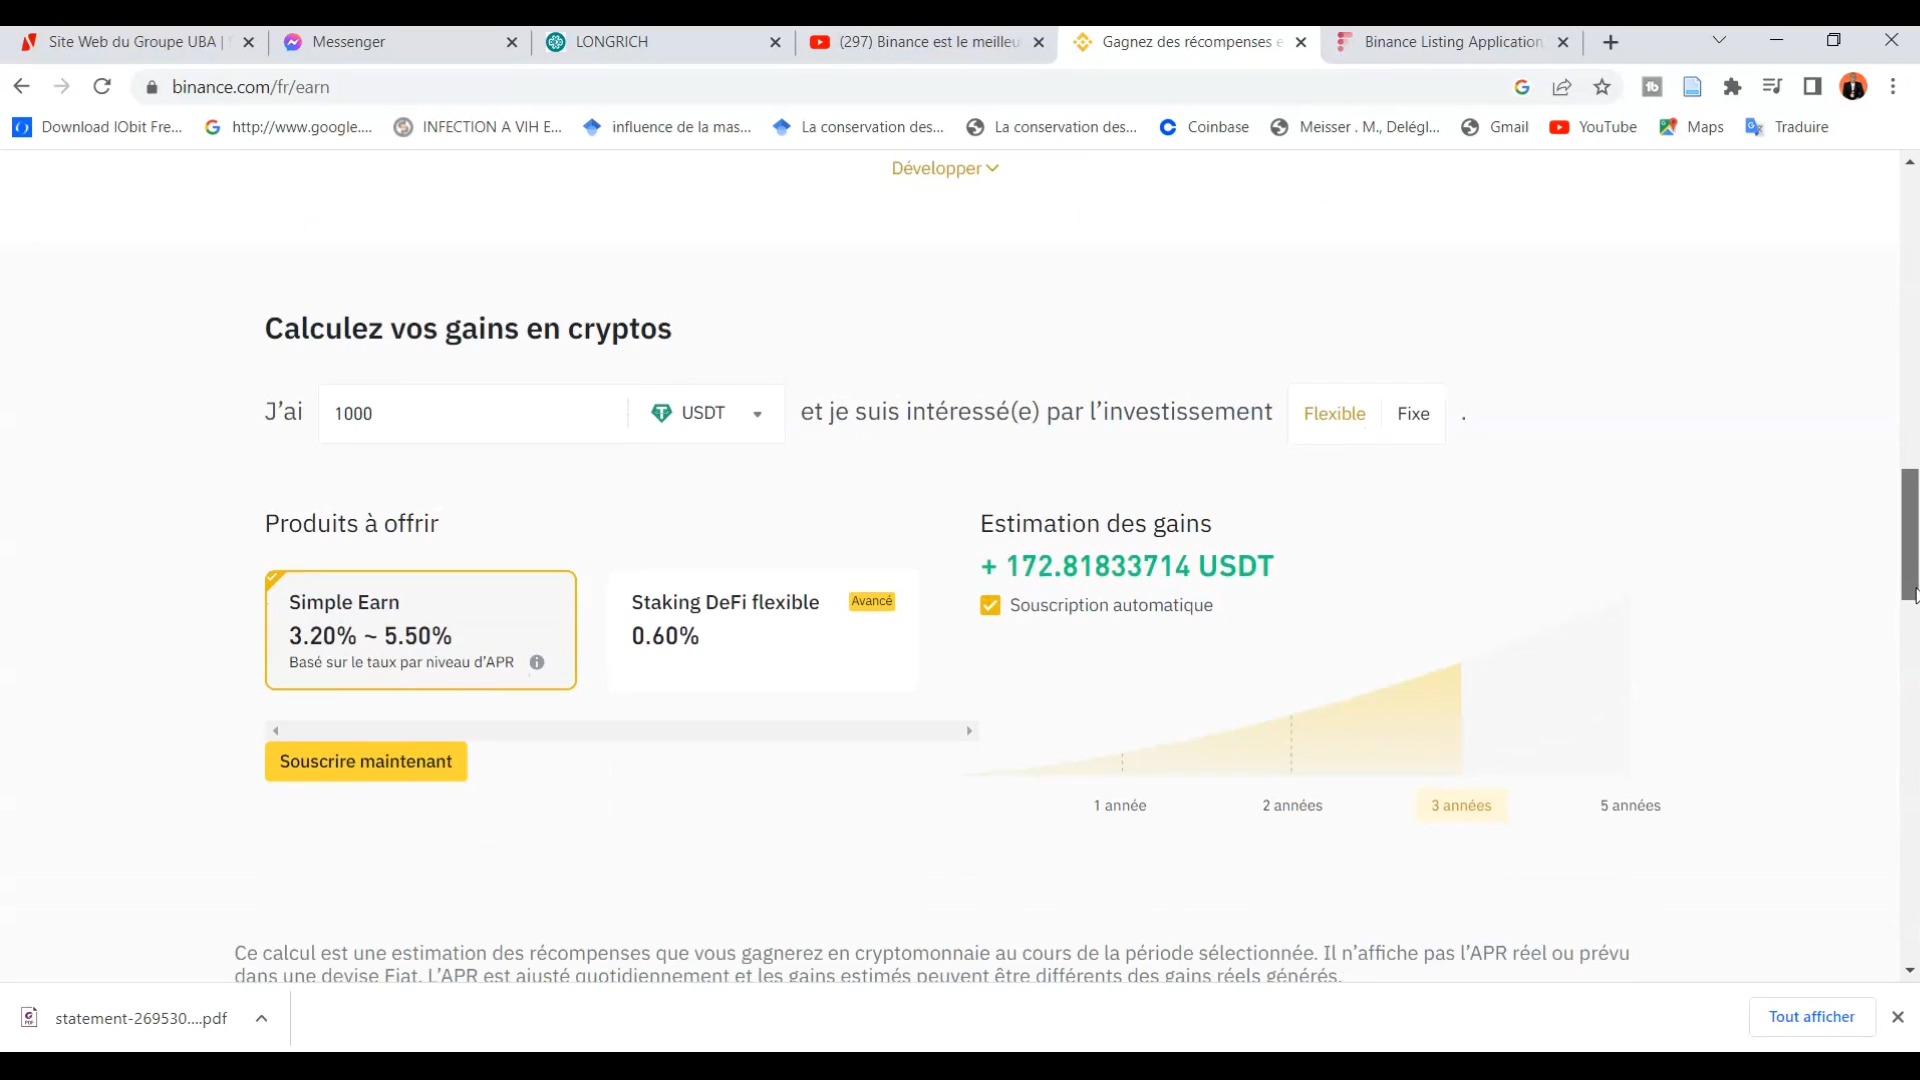 Site Web du Groupe UBA |
Messenger
LONGRICH
(297) Binance est le meilleu
Gagnez des récompenses e
Binance Listing Application
binance.com/fr/earn
Download IObit Fre...
http://www.google....
INFECTION A VIH E...
influence de la mas...
La conservation des...
La conservation des...
Coinbase
Meisser . M., Delégl...
Gmail
YouTube
Maps
Traduire
Développer
Calculez vos gains en cryptos
J’ai 1000 USDT et je suis intéressé(e) par l’investissement Flexible Fixe .
Produits à offrir
Simple Earn
3.20% ~ 5.50%
Basé sur le taux par niveau d’APR
Staking DeFi flexible Avancé
0.60%
Souscrire maintenant
Estimation des gains
+ 172.81833714 USDT
Souscription automatique
1 année 2 années 3 années 5 années
Ce calcul est une estimation des récompenses que vous gagnerez en cryptomonnaie au cours de la période sélectionnée. Il n’affiche pas l’APR réel ou prévu
dans une devise Fiat. L’APR est ajusté quotidiennement et les gains estimés peuvent être différents des gains réels générés.
statement-269530....pdf
Tout afficher